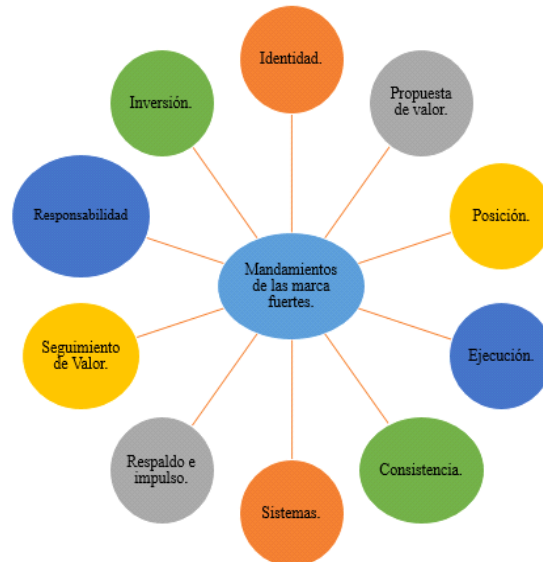 Identidad.
Propuesta
de valor.
Posición.
Ejecución.
Consistencia.
Sistemas.
Respaldo e
impulso.
Seguimiento
de Valor.
Responsabilidad
Inversión.
Mandamientos
de las marca
fuertes.